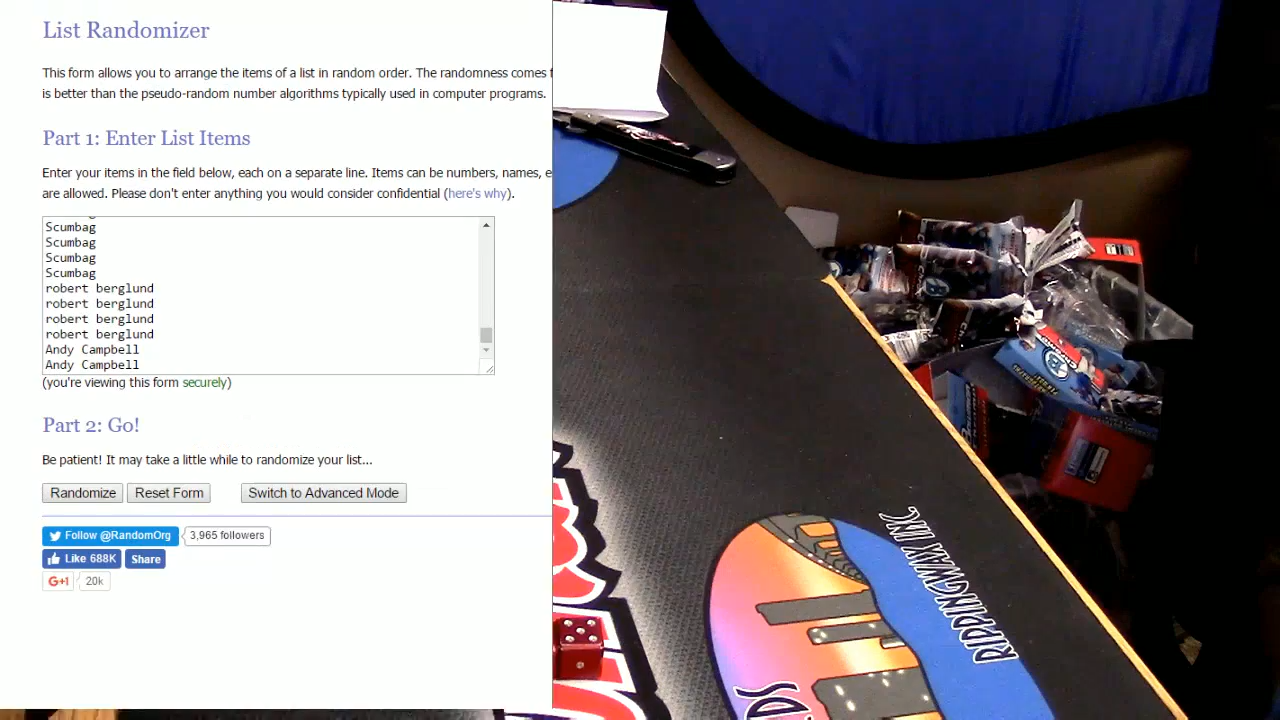 List Randomizer
This form allows you to arrange the items of a list in random order. The randomness comes
is better than the pseudo-random number algorithms typically used in computer programs.
Part 1: Enter List Items
Enter your items in the field below, each on a separate line. Items can be numbers, names,
are allowed. Please don't enter anything you would consider confidential (here's why).
Scumbag
Scumbag
Scumbag
Scumbag
robert berglund
robert berglund
robert berglund
robert berglund
Andy Campbell
Andy Campbell
(you're viewing this form securely)
Part 2: Go!
Be patient! It may take a little while to randomize your list...
Randomize Reset Form Switch to Advanced Mode
Follow @RandomOrg 3,965 followers
Like 688K Share
G+1 20k
RIPPINGWAX INC.